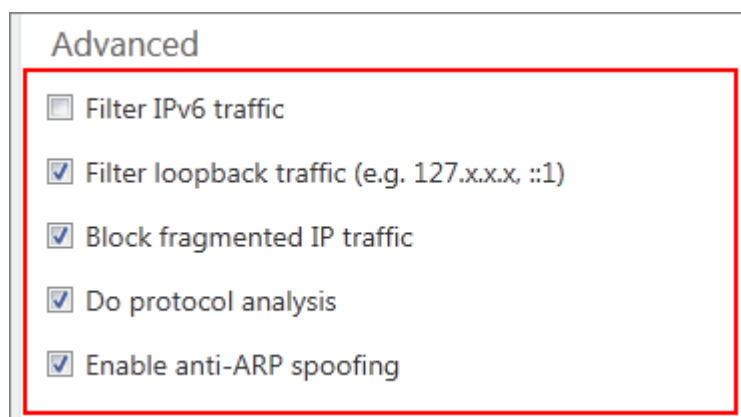 Advanced
Filter IPv6 traffic
Filter loopback traffic (e.g. 127.x.x.x, ::1)
Block fragmented IP traffic
Do protocol analysis
Enable anti-ARP spoofing